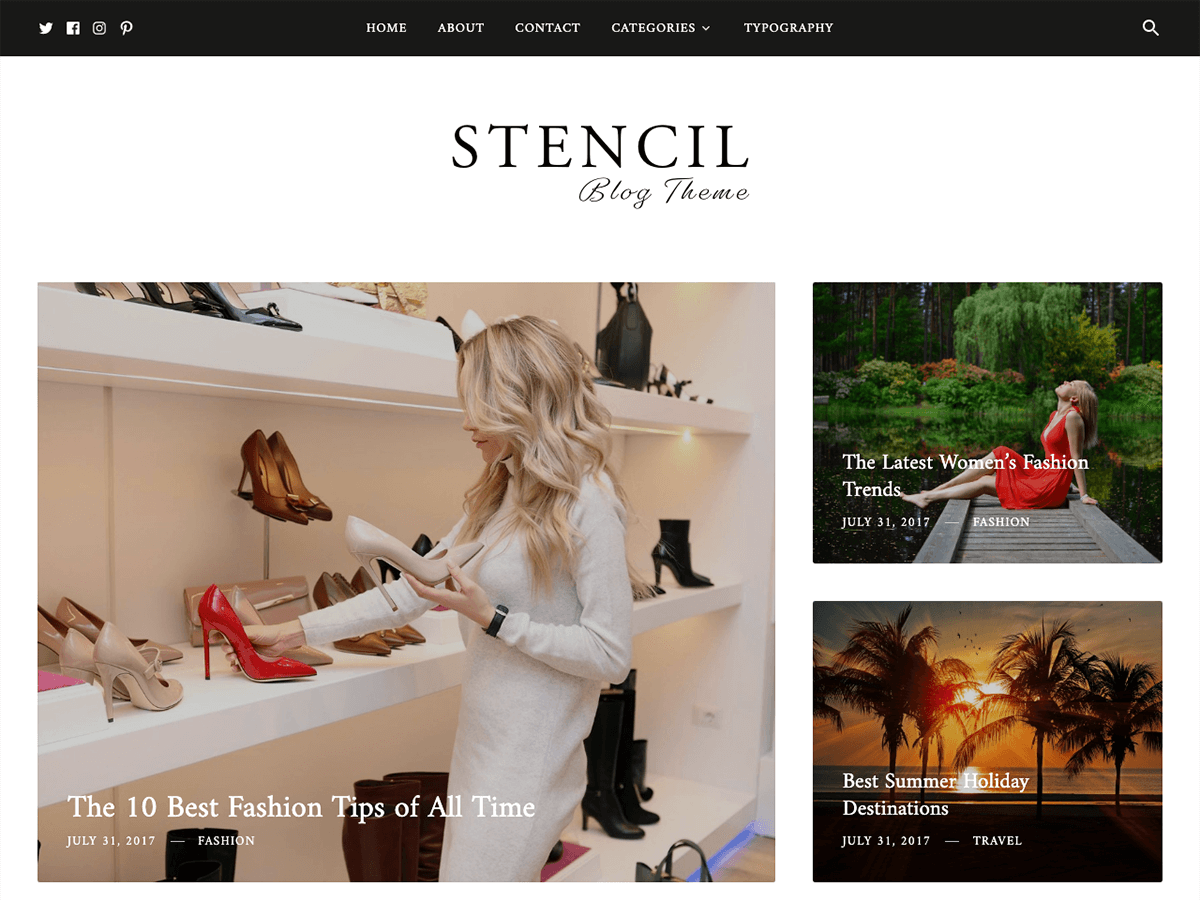 HOME ABOUT CONTACT CATEGORIES TYPOGRAPHY
STENCIL
Blog Theme
The 10 Best Fashion Tips of All Time
JULY 31, 2017 — FASHION
The Latest Women’s Fashion
Trends
JULY 31, 2017 — FASHION
Best Summer Holiday
Destinations
JULY 31, 2017 — TRAVEL